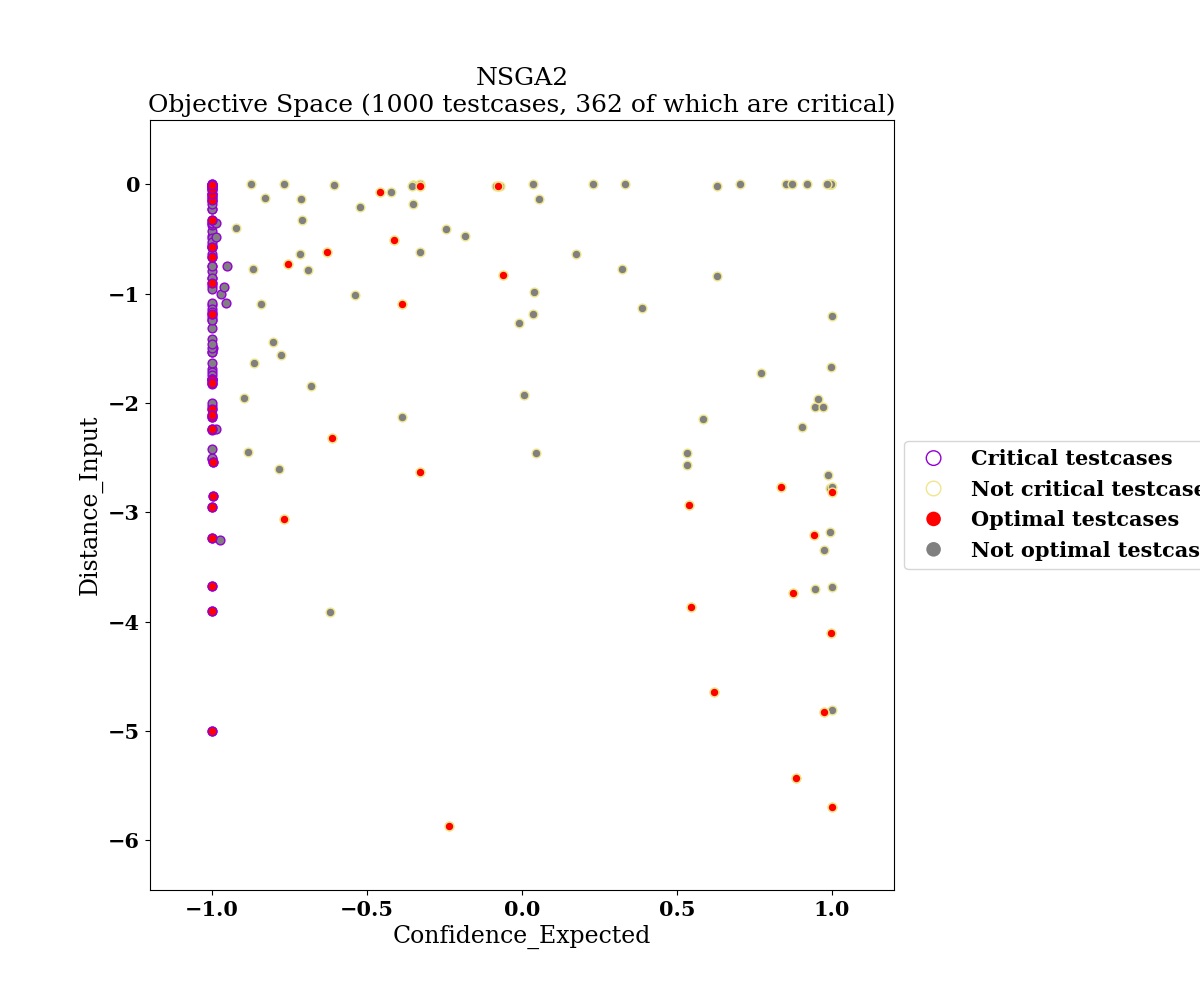 NSGA2
Objective Space (1000 testcases, 362 of which are critical)
0
−1
−2
−3
−4
−5
−6
Distance_Input
−1.0
−0.5
0.0
0.5
1.0
Confidence_Expected
Critical testcases
Not critical testcase
Optimal testcases
Not optimal testcas